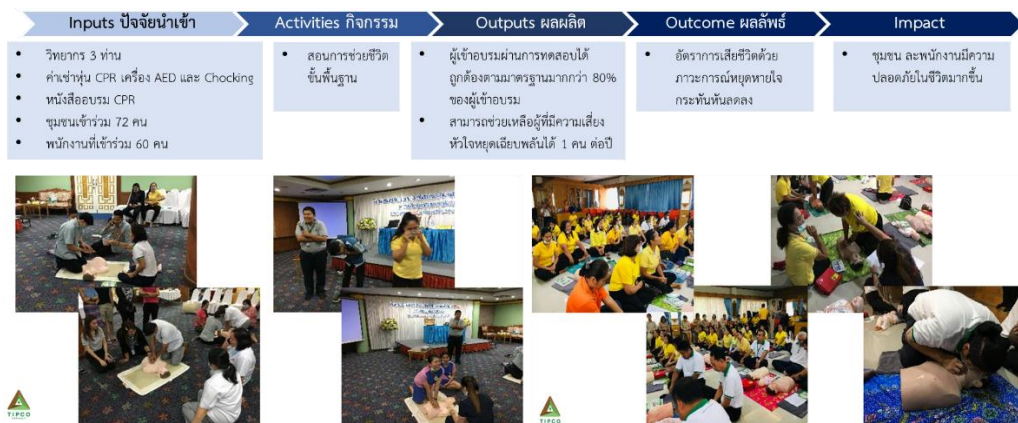 Inputs ปัจจัยนำเข้า
Activities กิจกรรม
Outputs ผลผลิต
Outcome ผลลัพธ์
Impact
• วิทยากร 3 ท่าน
• ค่าเช่าหุ่น CPR เครื่อง AED และ Chocking
• หนังสืออบรม CPR
• ชุมชนเข้าร่วม 72 คน
• พนักงานที่เข้าร่วม 60 คน
• สอนการช่วยชีวิต
ขั้นพื้นฐาน
• ผู้เข้าอบรมผ่านการทดสอบได้
ถูกต้องตามมาตรฐานมากกว่า 80%
ของผู้เข้าอบรม
• สามารถช่วยเหลือผู้ที่มีความเสี่ยง
หัวใจหยุดเฉียบพลันได้ 1 คน ต่อปี
• อัตราการเสียชีวิตด้วย
ภาวะการณ์หยุดหายใจ
กระทันหันลดลง
• ชุมชน ละพนักงานมีความ
ปลอดภัยในชีวิตมากขึ้น
TIPCO
TIPCO